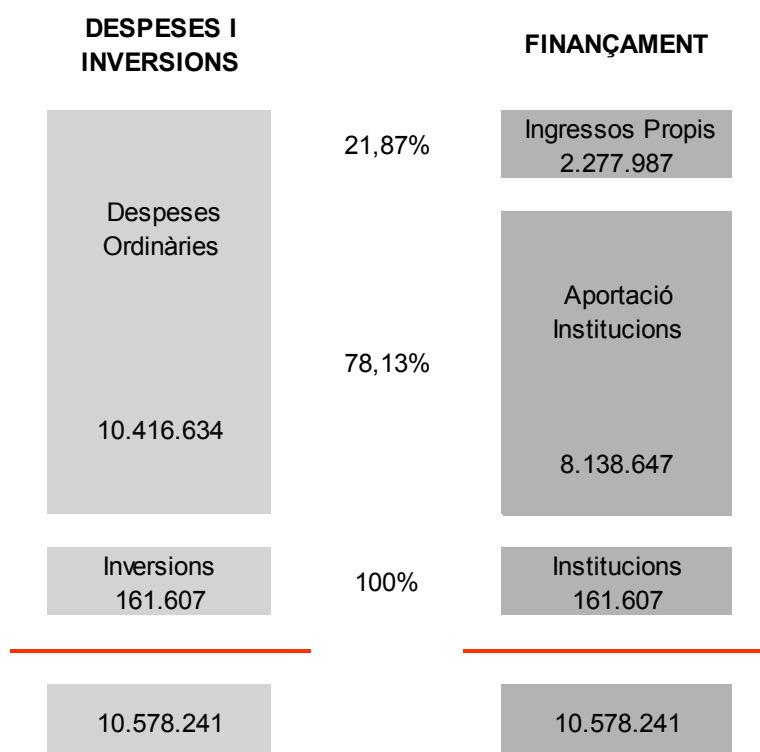 DESPESES I
INVERSIONS
FINANÇAMENT
21,87%
Ingressos Propis
2.277.987
Despeses
Ordinàries
10.416.634
78,13%
Aportació
Institucions
8.138.647
Inversions
161.607
100%
Institucions
161.607
10.578.241
10.578.241